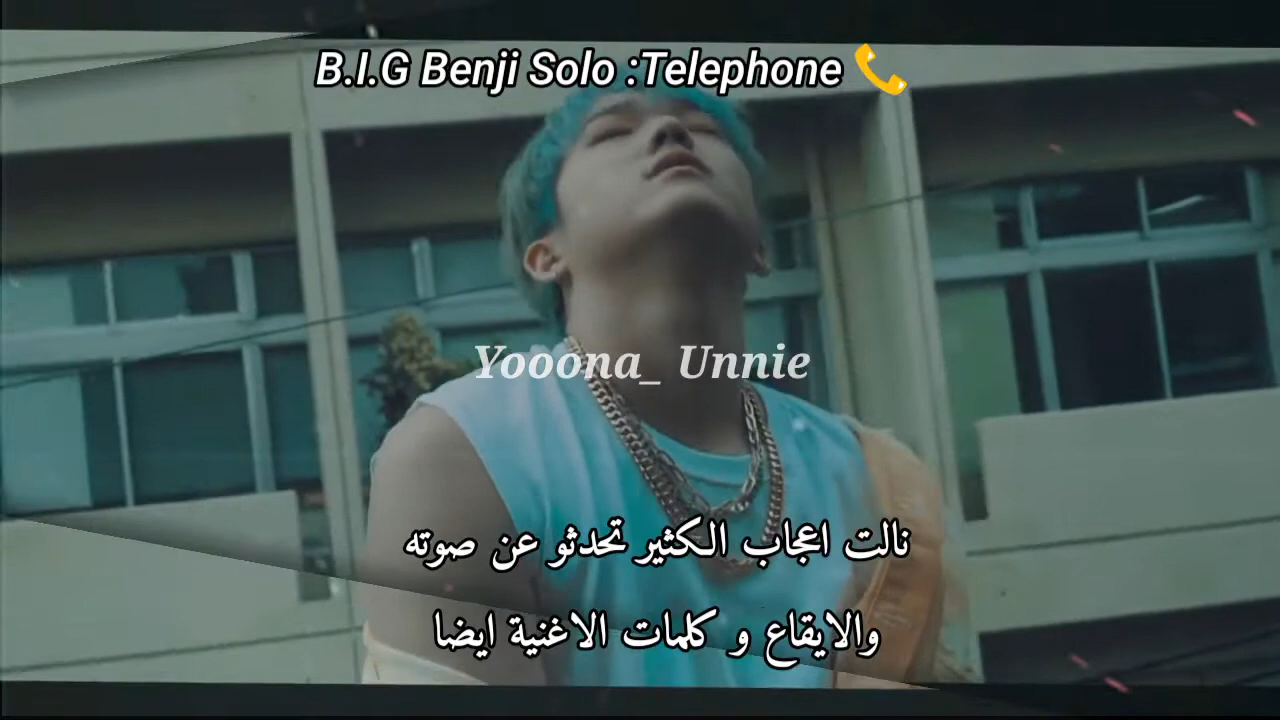 B.I.G Benji Solo :Telephone 📞
Yooona_ Unnie
نالت اعجاب الكثير تحدثو عن صوته
والايقاع و كلمات الاغنية ايضا